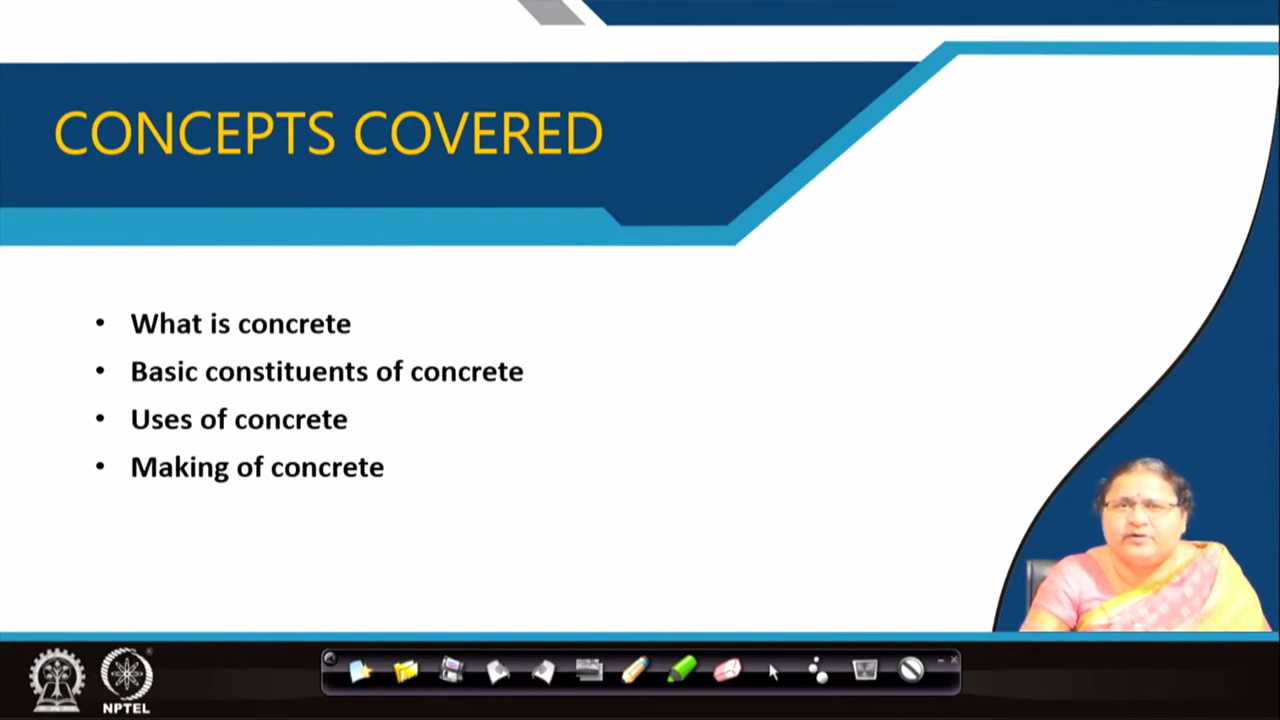 CONCEPTS COVERED
• What is concrete
• Basic constituents of concrete
• Uses of concrete
• Making of concrete
NPTEL